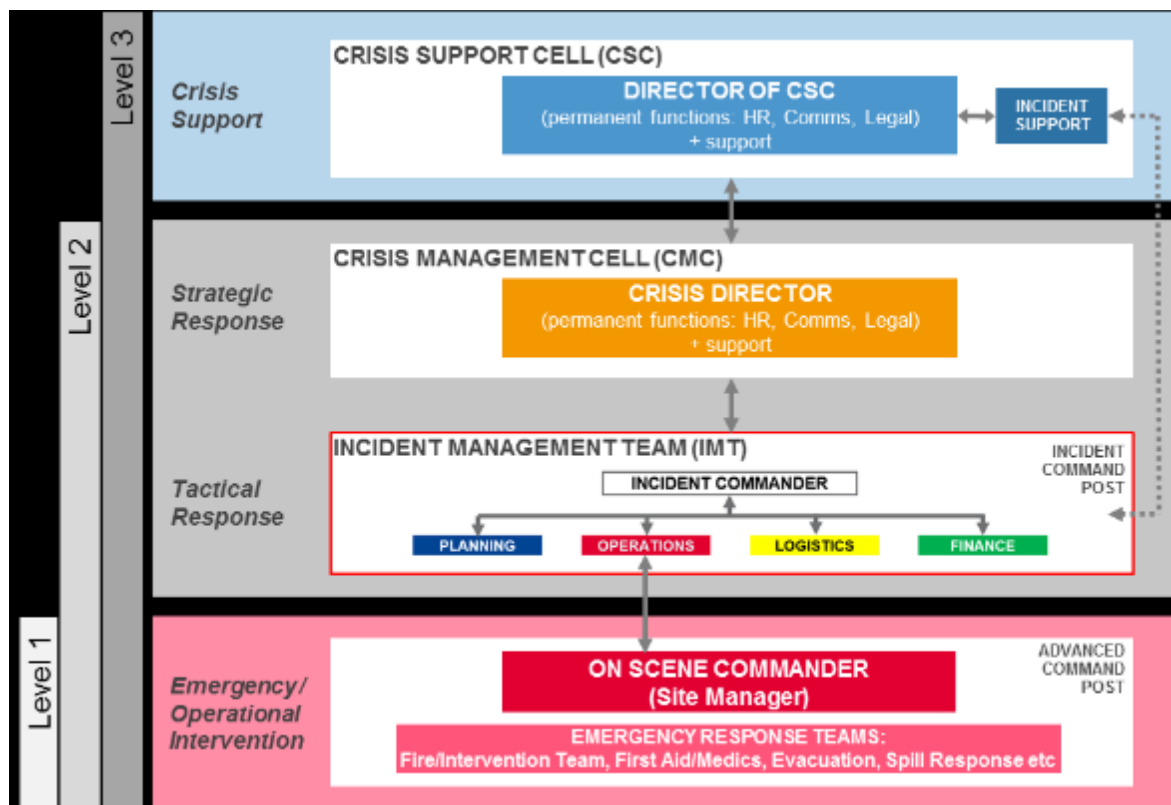 Level 3
Level 2
Level 1
Crisis
Support
CRISIS SUPPORT CELL (CSC)
DIRECTOR OF CSC
(permanent functions: HR, Comms, Legal)
+ support
INCIDENT
SUPPORT
Strategic
Response
CRISIS MANAGEMENT CELL (CMC)
CRISIS DIRECTOR
(permanent functions: HR, Comms, Legal)
+ support
Tactical
Response
INCIDENT MANAGEMENT TEAM (IMT)
INCIDENT
COMMAND
POST
INCIDENT COMMANDER
PLANNING
OPERATIONS
LOGISTICS
FINANCE
Emergency/
Operational
Intervention
ON SCENE COMMANDER
(Site Manager)
ADVANCED
COMMAND
POST
EMERGENCY RESPONSE TEAMS:
Fire/Intervention Team, First Aid/Medics, Evacuation, Spill Response etc